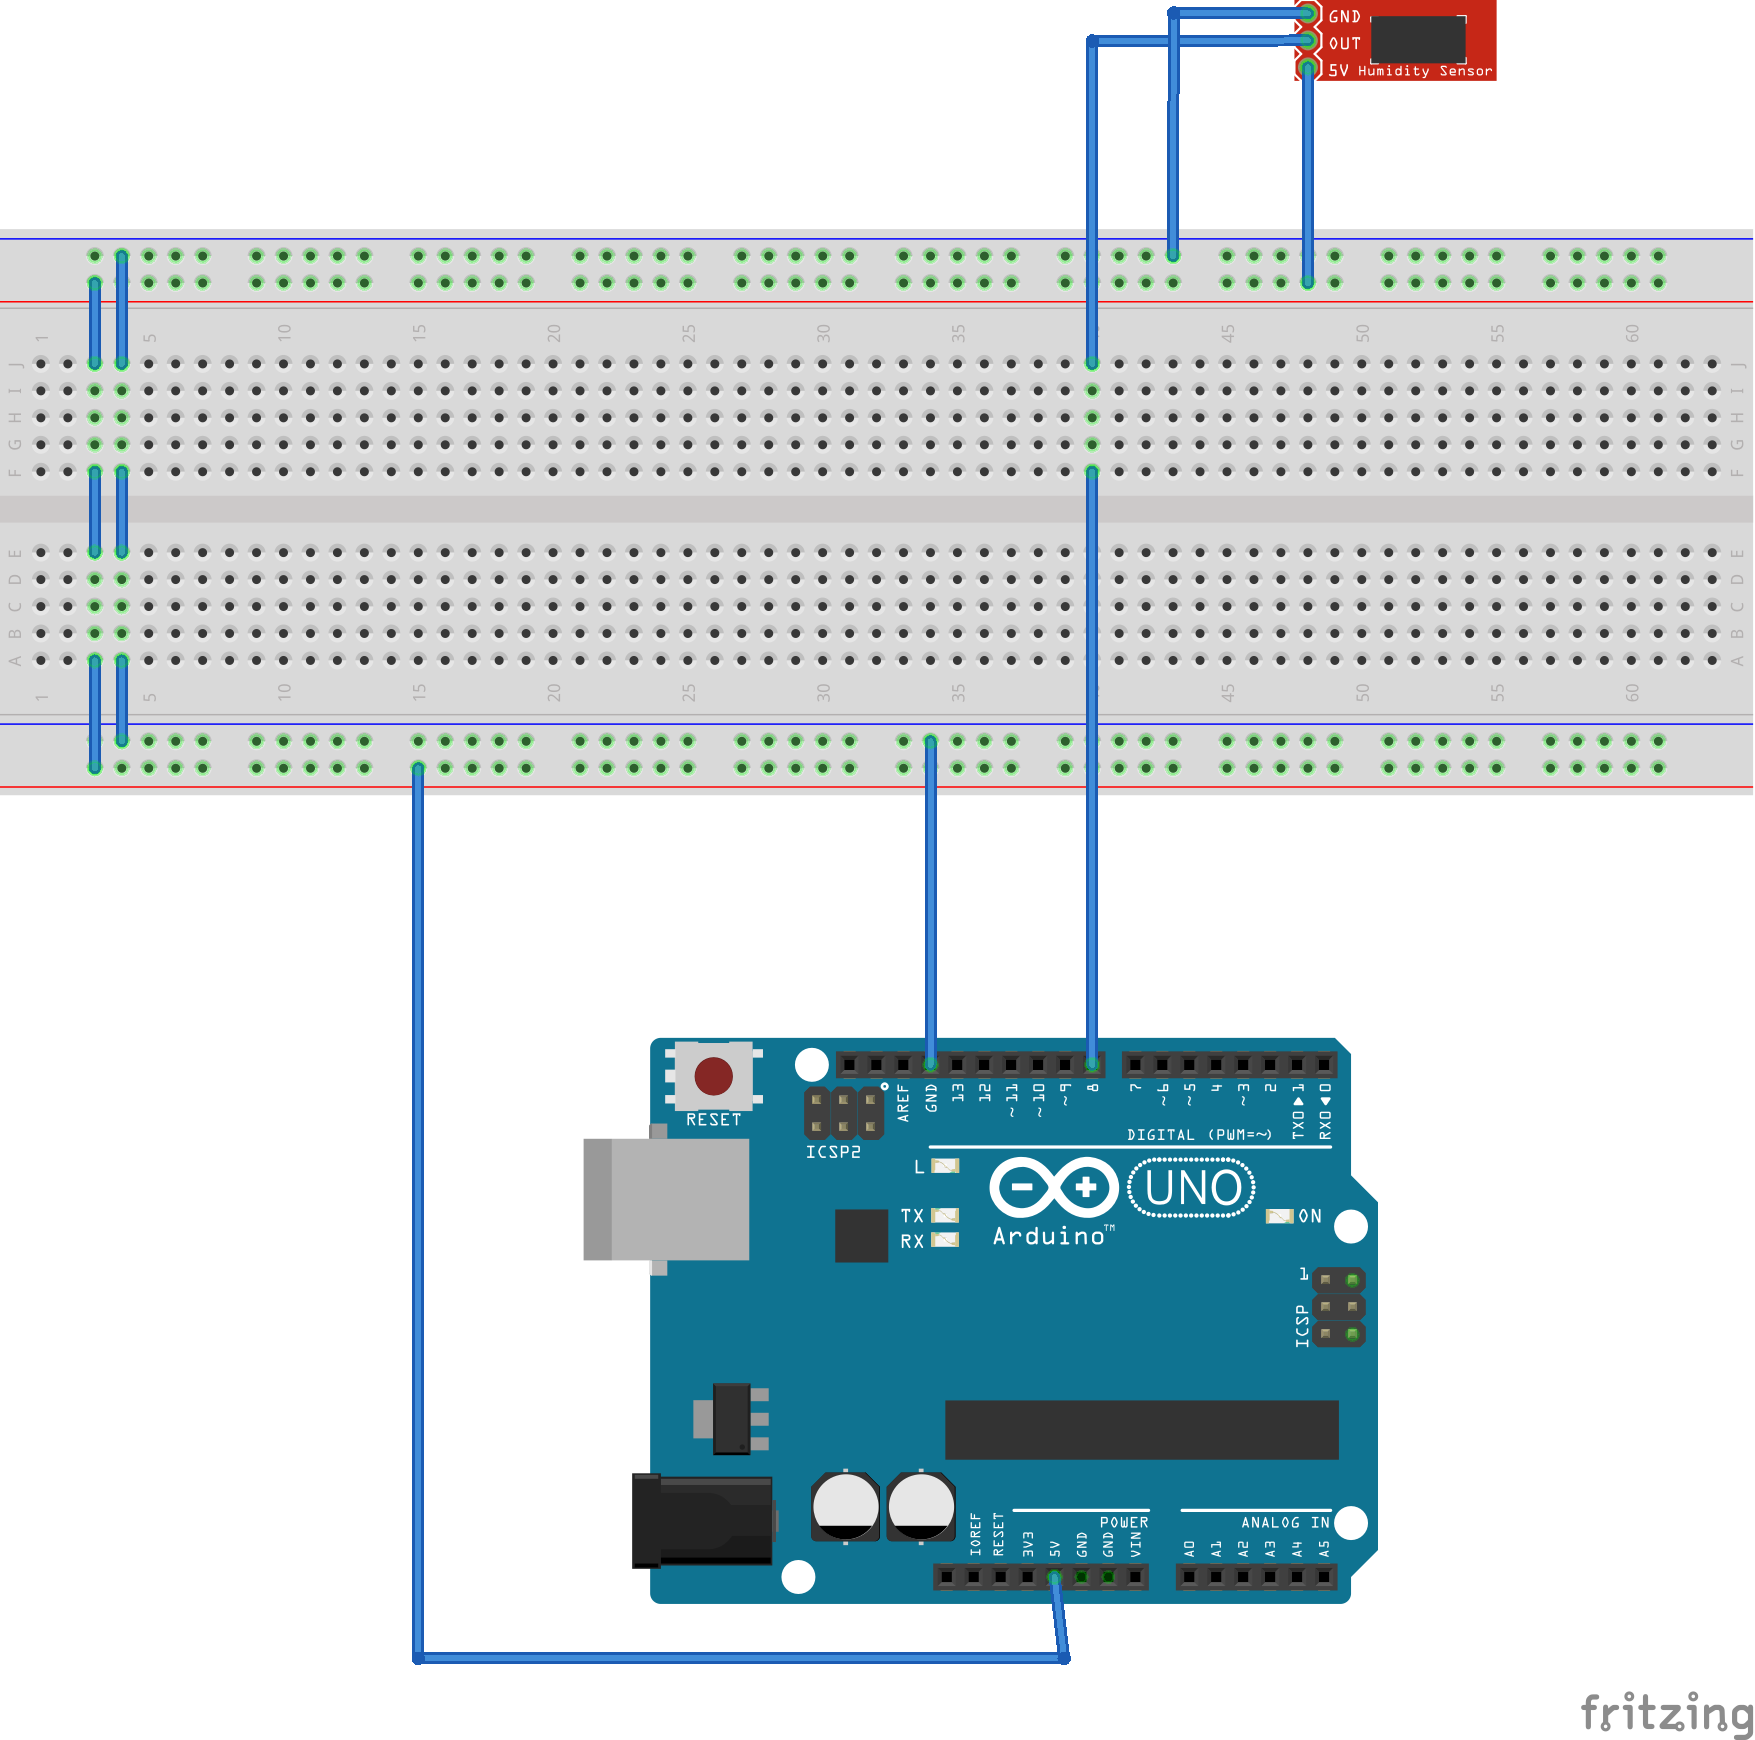 GND
OUT
5V Humidity Sensor
1 5 10 15 20 25 30 35 45 50 55 60
J J
I I
H H
G G
F F
E E
D D
C C
B B
A A
1 5 10 15 20 25 30 35 45 50 55 60
RESET
ICSP2
AREF
GND
13
12
~11
~10
~9
8
7
~6
~5
4
~3
2
TX0▶1
RX0◀0
DIGITAL (PWM=~)
L
TX
RX
UNO
Arduino™
ON
1
ICSP
POWER
ANALOG IN
IOREF
RESET
3V3
5V
GND
GND
VIN
A0
A1
A2
A3
A4
A5
fritzing